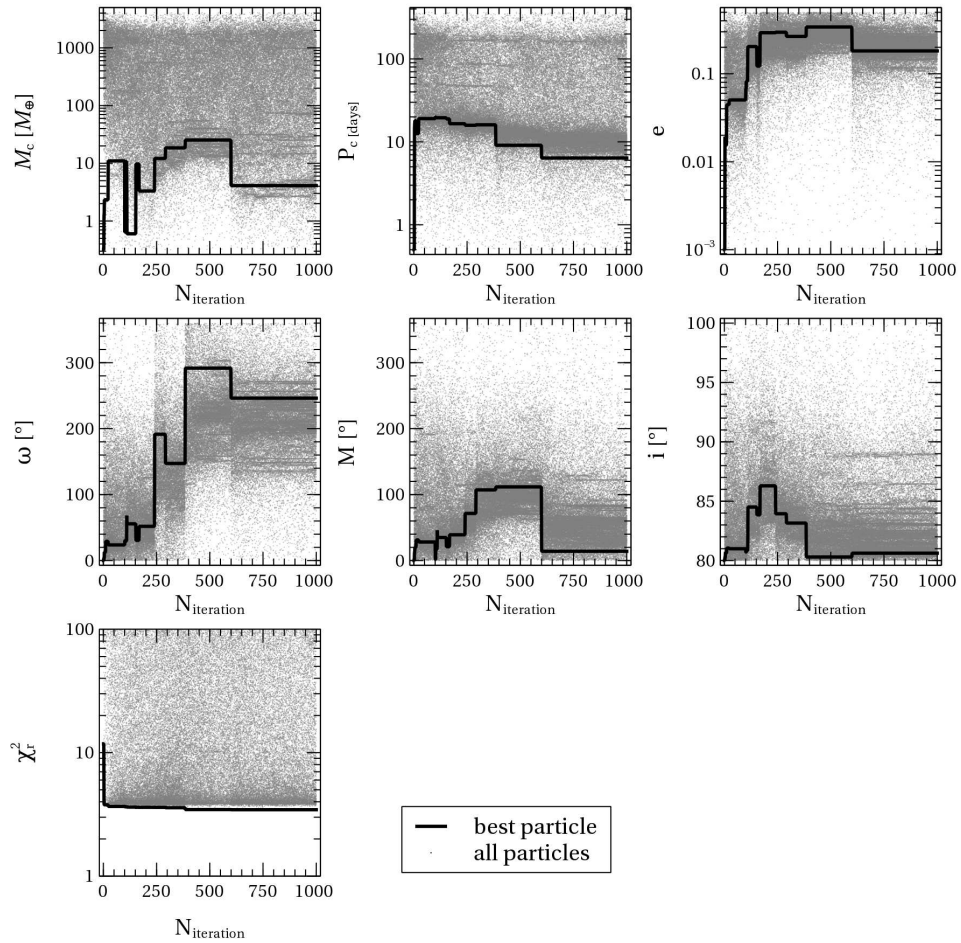 M_c [M_⊕]
1000
100
10
1
0 250 500 750 1000
N_iteration
P_c [days]
100
10
1
0 250 500 750 1000
N_iteration
e
0.1
0.01
10⁻³
0 250 500 750 1000
N_iteration
ω [°]
300
200
100
0
0 250 500 750 1000
N_iteration
M [°]
300
200
100
0
0 250 500 750 1000
N_iteration
i [°]
100
95
90
85
80
0 250 500 750 1000
N_iteration
χ²_r
100
10
1
0 250 500 750 1000
N_iteration
best particle
all particles